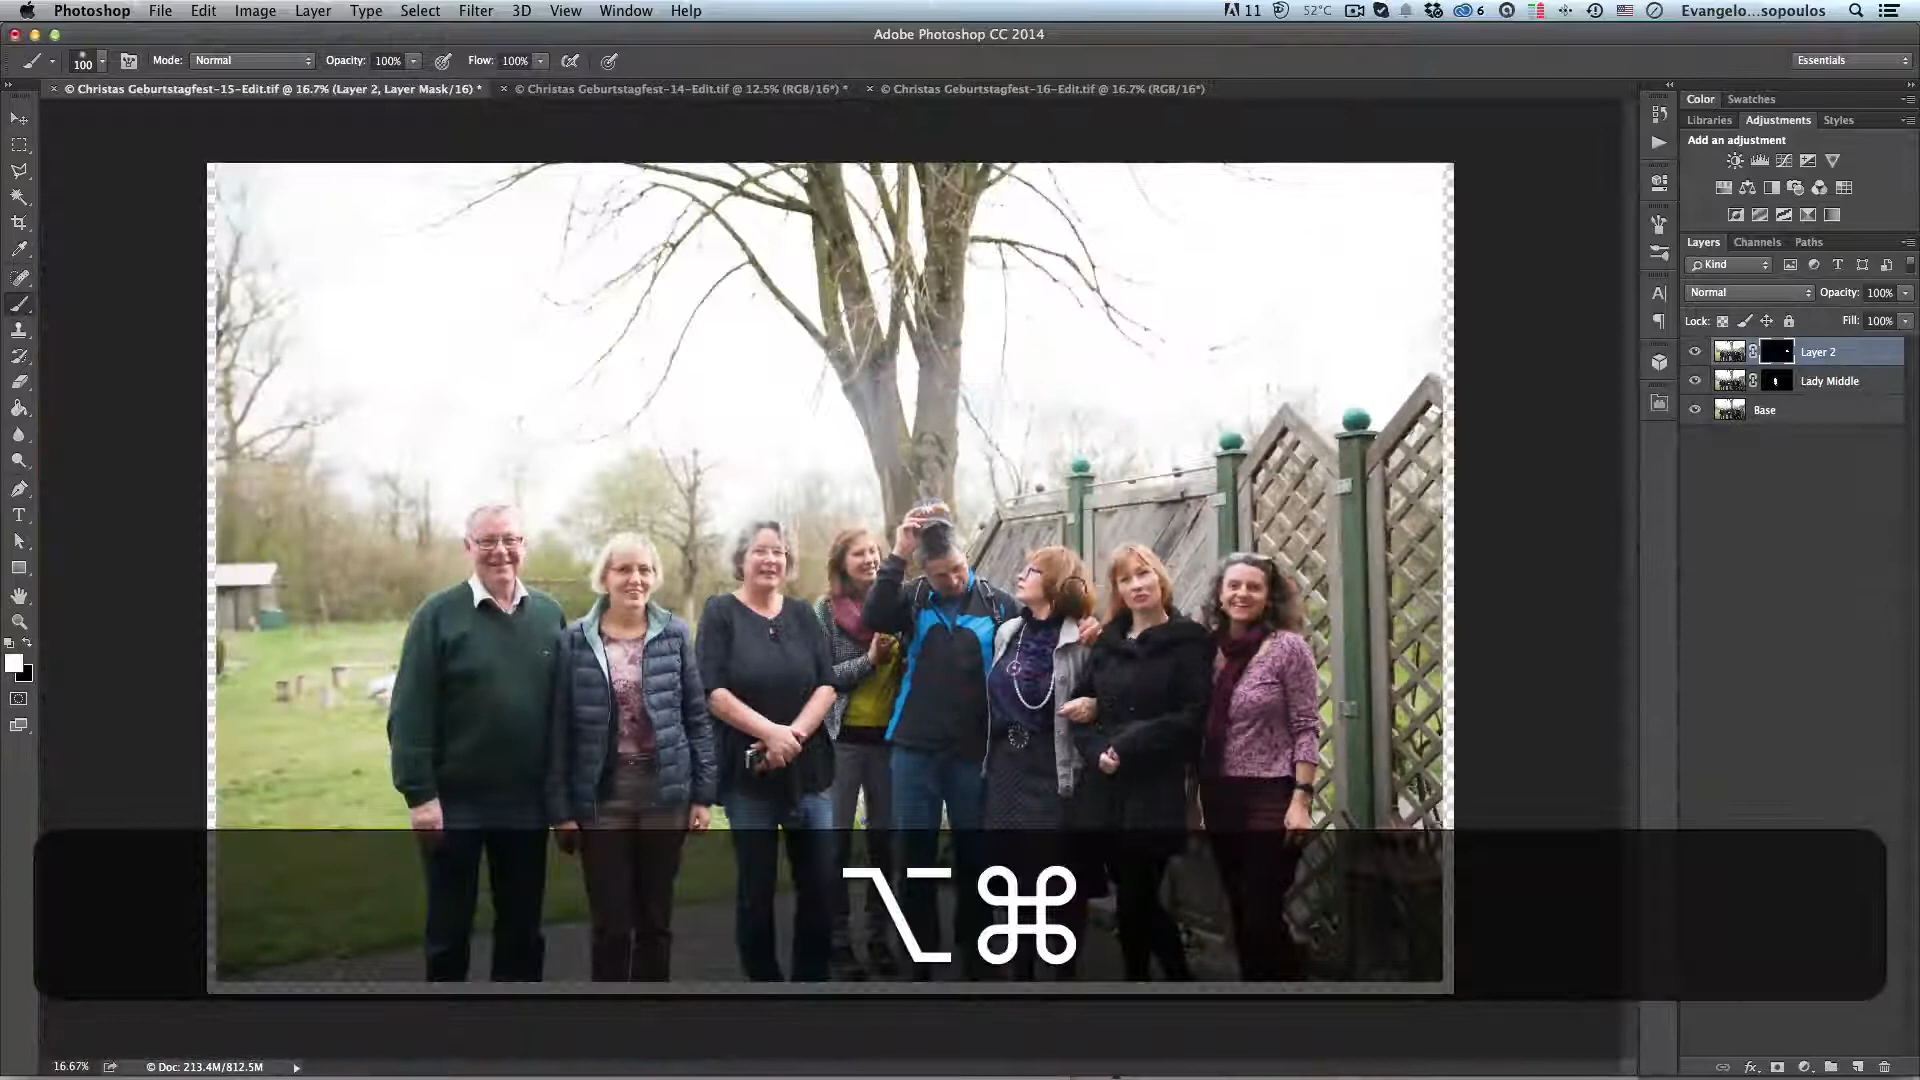 Photoshop File Edit Image Layer Type Select Filter 3D View Window Help 11 52°C 6 Evangelo...sopoulos
Adobe Photoshop CC 2014
100 Mode: Normal Opacity: 100% Flow: 100% Essentials
× © Christas Geburtstagfest-15-Edit.tif @ 16.7% (Layer 2, Layer Mask/16) * × © Christas Geburtstagfest-14-Edit.tif @ 12.5% (RGB/16*) * × © Christas Geburtstagfest-16-Edit.tif @ 16.7% (RGB/16*)
Color Swatches
Libraries Adjustments Styles
Add an adjustment
Layers Channels Paths
Kind
Normal Opacity: 100%
Lock: Fill: 100%
Layer 2
Lady Middle
Base
⌥ ⌘
16.67% © Doc: 213.4M/812.5M